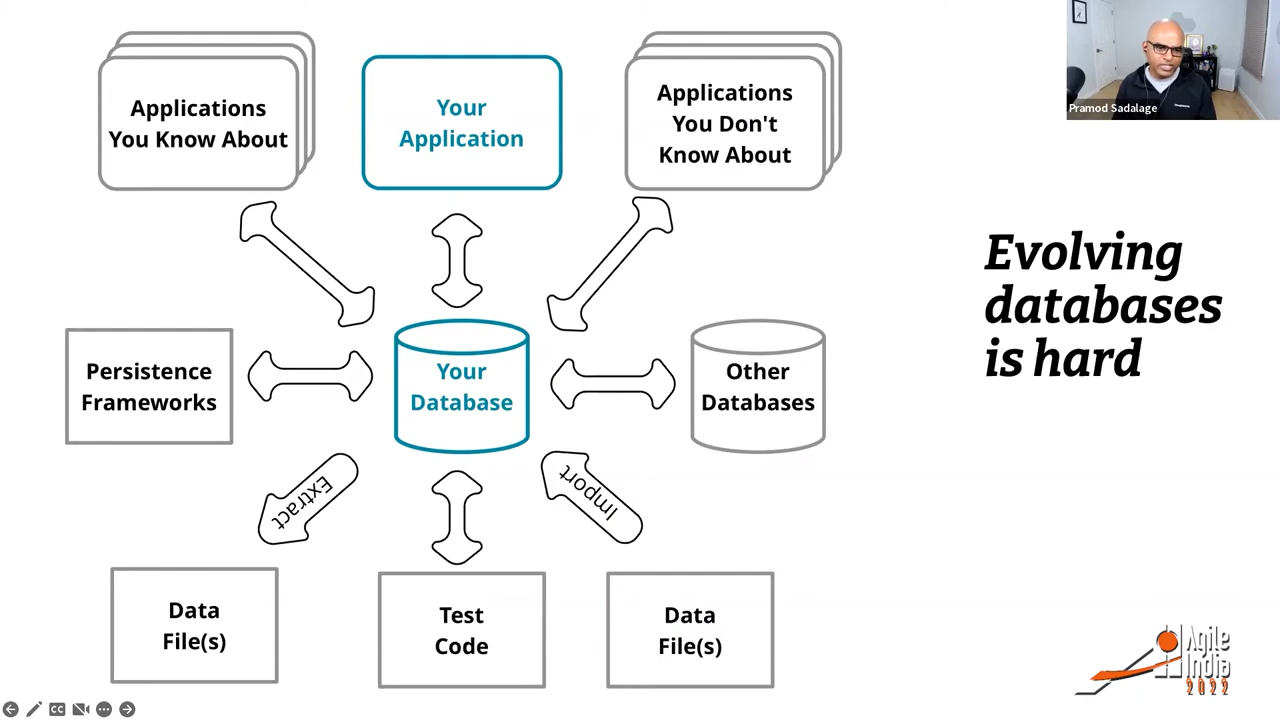 Applications
You Know About
Your
Application
Applications
You Don't
Know About
Pramod Sadalage
Evolving
databases
is hard
Persistence
Frameworks
Your
Database
Other
Databases
Extract
Import
Data
File(s)
Test
Code
Data
File(s)
Agile
India
2022
CC